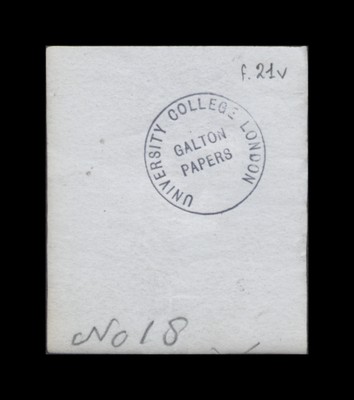 f. 21v
UNIVERSITY COLLEGE LONDON
GALTON
PAPERS
No 18